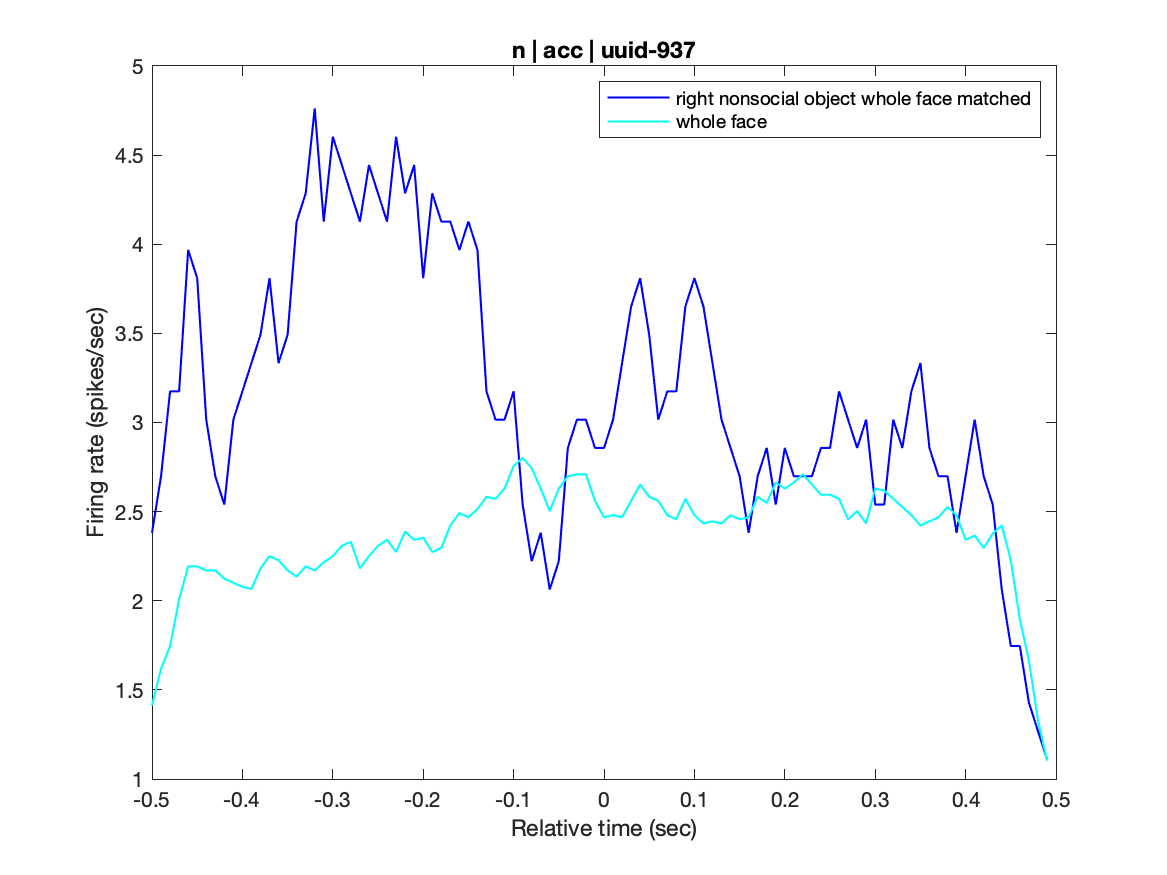 n | acc | uuid-937
right nonsocial object whole face matched
whole face
Firing rate (spikes/sec)
5
4.5
4
3.5
3
2.5
2
1.5
1
-0.5 -0.4 -0.3 -0.2 -0.1 0 0.1 0.2 0.3 0.4 0.5
Relative time (sec)